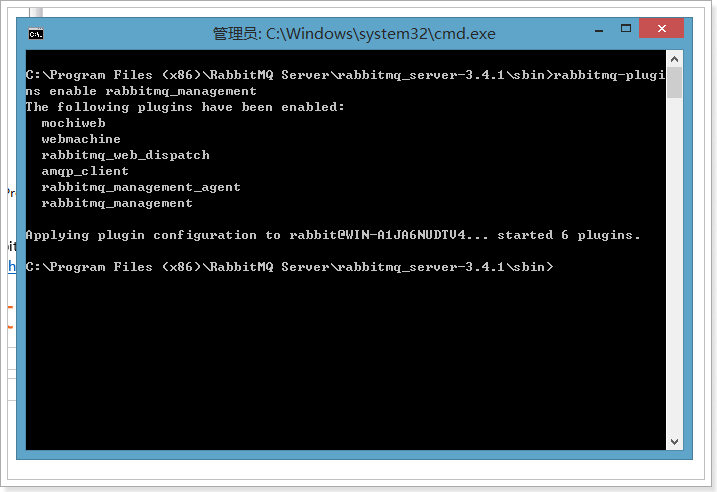 管理员: C:\Windows\system32\cmd.exe
C:\Program Files (x86)\RabbitMQ Server\rabbitmq_server-3.4.1\sbin>rabbitmq-plugi
ns enable rabbitmq_management
The following plugins have been enabled:
mochiweb
webmachine
rabbitmq_web_dispatch
amqp_client
rabbitmq_management_agent
rabbitmq_management
Applying plugin configuration to rabbit@WIN-A1JA6NUDTV4... started 6 plugins.
C:\Program Files (x86)\RabbitMQ Server\rabbitmq_server-3.4.1\sbin>